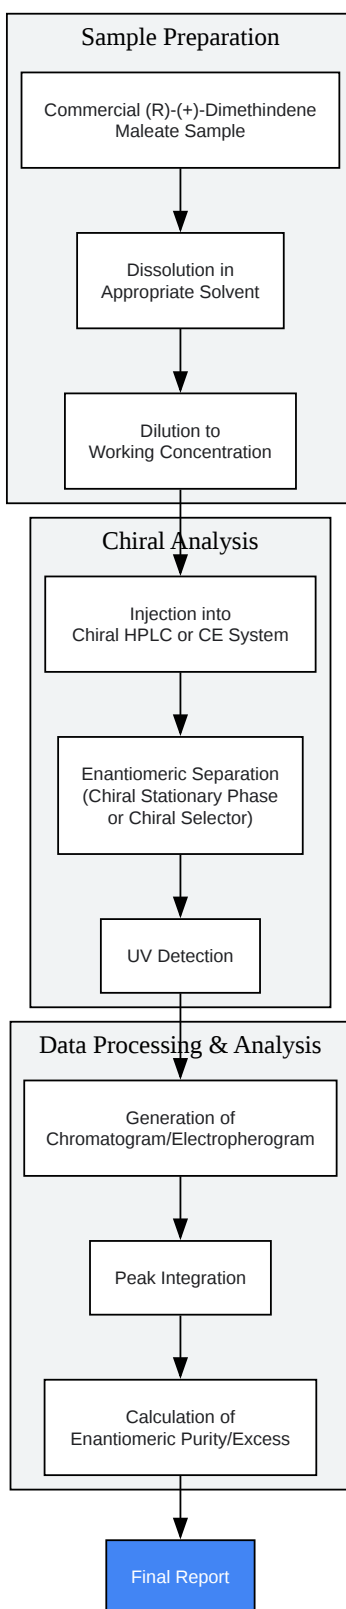 Sample Preparation
Commercial (R)-(+)-Dimethindene
Maleate Sample
Dissolution in
Appropriate Solvent
Dilution to
Working Concentration
Chiral Analysis
Injection into
Chiral HPLC or CE System
Enantiomeric Separation
(Chiral Stationary Phase
or Chiral Selector)
UV Detection
Data Processing & Analysis
Generation of
Chromatogram/Electropherogram
Peak Integration
Calculation of
Enantiomeric Purity/Excess
Final Report